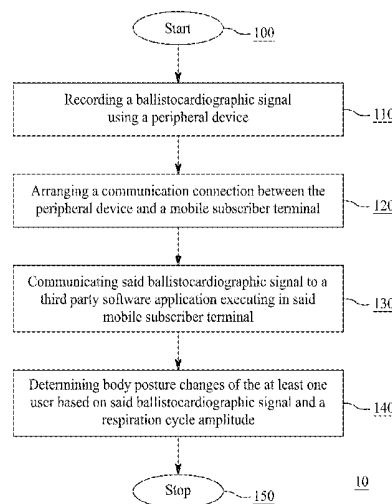 Start
100
Recording a ballistocardiographic signal
using a peripheral device
110
Arranging a communication connection between the
peripheral device and a mobile subscriber terminal
120
Communicating said ballistocardiographic signal to a
third party software application executing in said
mobile subscriber terminal
130
Determining body posture changes of the at least one
user based on said ballistocardiographic signal and a
respiration cycle amplitude
140
Stop
150
10